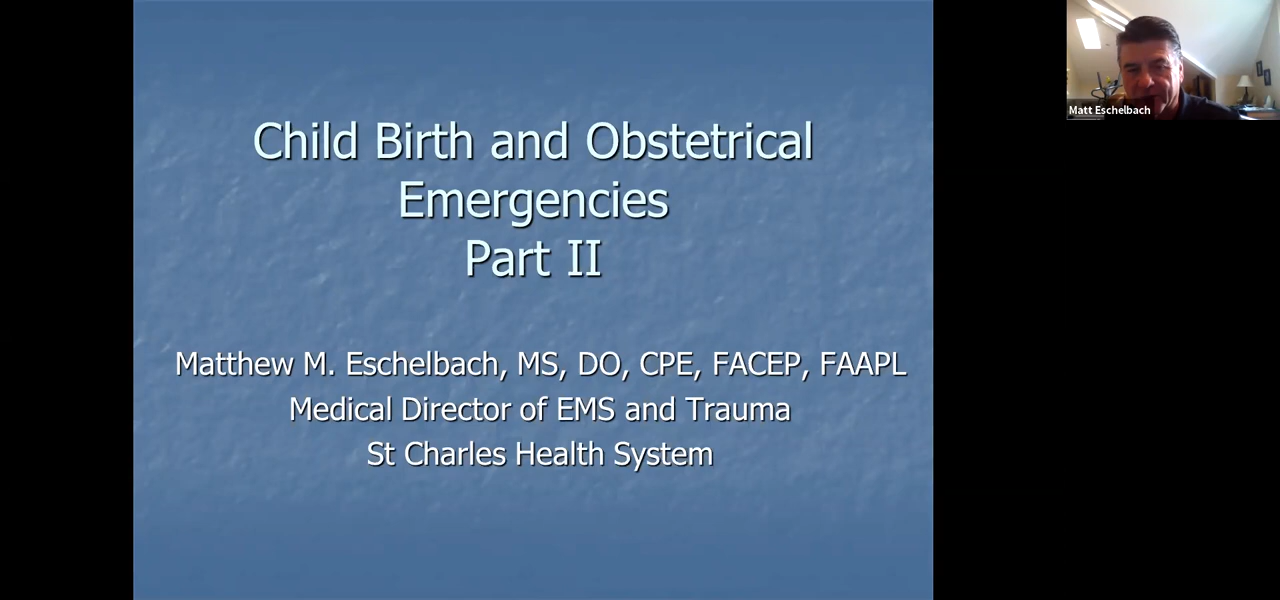 Child Birth and Obstetrical
Emergencies
Part II
Matthew M. Eschelbach, MS, DO, CPE, FACEP, FAAPL
Medical Director of EMS and Trauma
St Charles Health System
Matt Eschelbach